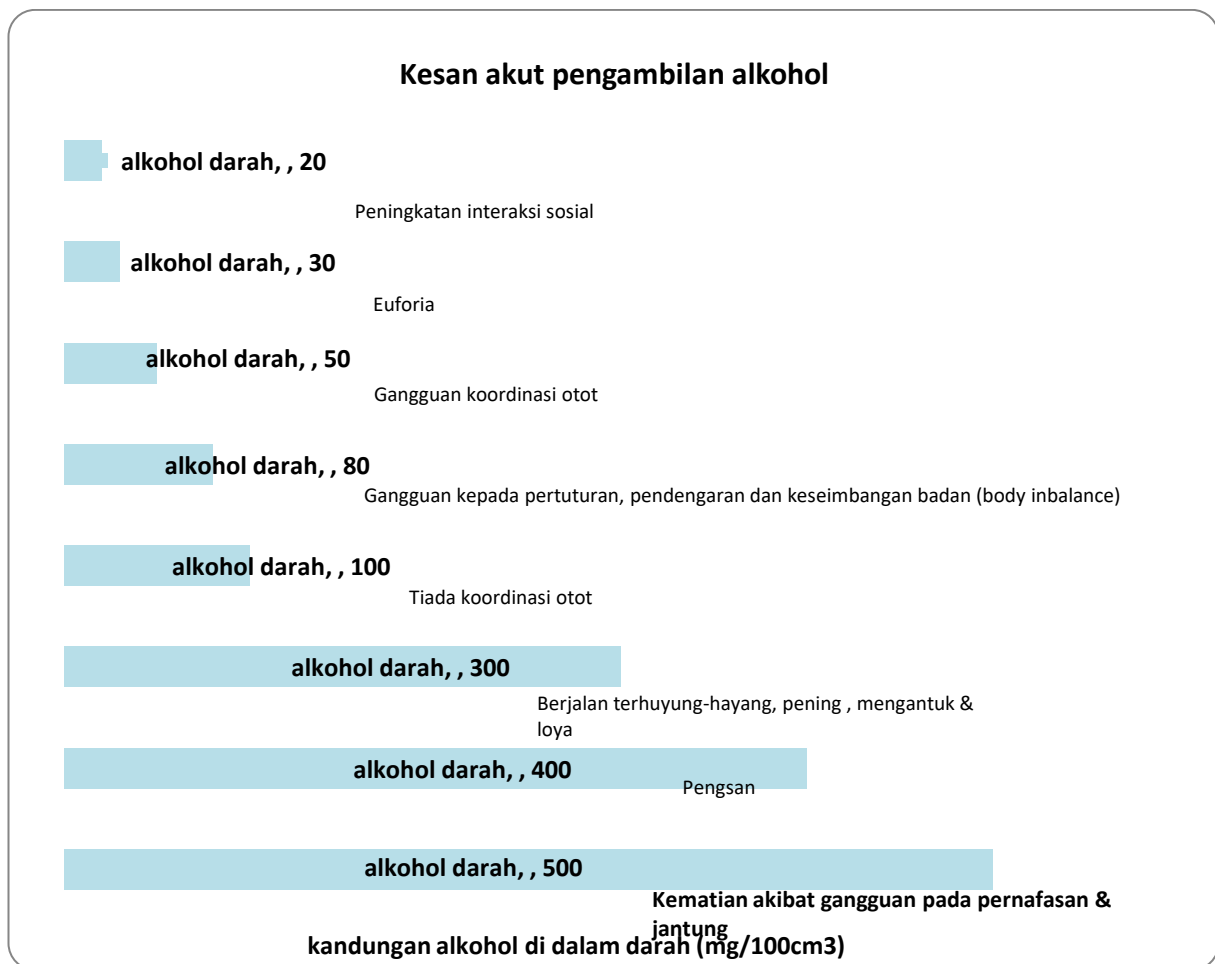 Kesan akut pengambilan alkohol
alkohol darah, , 20
Peningkatan interaksi sosial
alkohol darah, , 30
Euforia
alkohol darah, , 50
Gangguan koordinasi otot
alkohol darah, , 80
Gangguan kepada pertuturan, pendengaran dan keseimbangan badan (body inbalance)
alkohol darah, , 100
Tiada koordinasi otot
alkohol darah, , 300
Berjalan terhuyung-hayang, pening , mengantuk &
loya
alkohol darah, , 400
Pengsan
alkohol darah, , 500
Kematian akibat gangguan pada pernafasan &
jantung
kandungan alkohol di dalam darah (mg/100cm3)